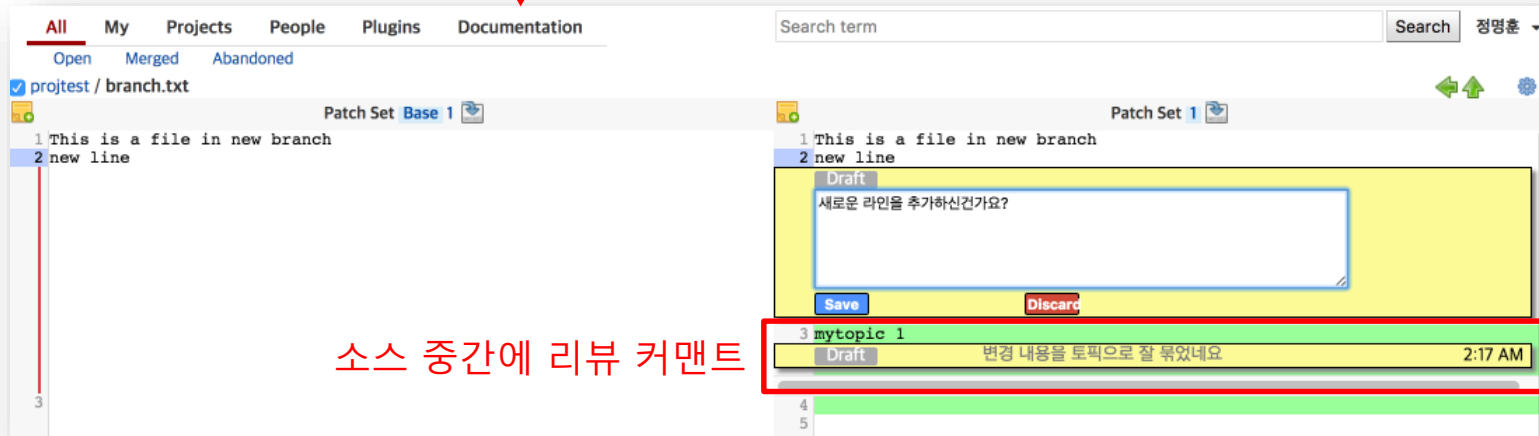 All My Projects People Plugins Documentation Search term Search 정명훈
Open Merged Abandoned
projtest / branch.txt
Patch Set Base 1 Patch Set 1
1 This is a file in new branch
2 new line
3
1 This is a file in new branch
2 new line
Draft
새로운 라인을 추가하신건가요?
Save Discard
3 mytopic 1
Draft 변경 내용을 토픽으로 잘 묶었네요 2:17 AM
4
5
소스 중간에 리뷰 커맨트